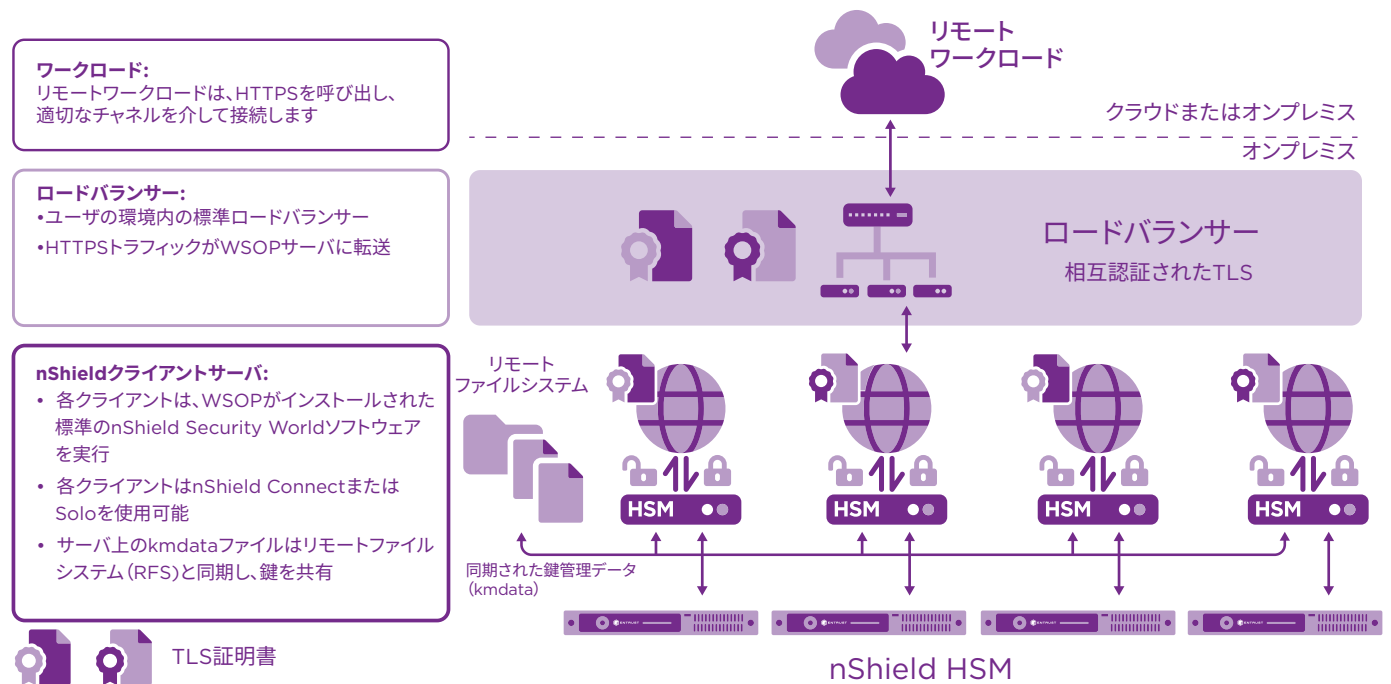 ワークロード:
リモートワークロードは、HTTPSを呼び出し、
適切なチャネルを介して接続します
ロードバランサー:
•ユーザの環境内の標準ロードバランサー
•HTTPSトラフィックがWSOPサーバに転送
nShieldクライアントサーバ:
• 各クライアントは、WSOPがインストールされた
標準のnShield Security Worldソフトウェア
を実行
• 各クライアントはnShield Connectまたは
Soloを使用可能
• サーバ上のkmdataファイルはリモートファイル
システム(RFS)と同期し、鍵を共有
TLS証明書
リモート
ワークロード
クラウドまたはオンプレミス
オンプレミス
ロードバランサー
相互認証されたTLS
リモート
ファイルシステム
HSM
HSM
HSM
HSM
同期された鍵管理データ
(kmdata)
ENTRUST
ENTRUST
ENTRUST
ENTRUST
nShield HSM